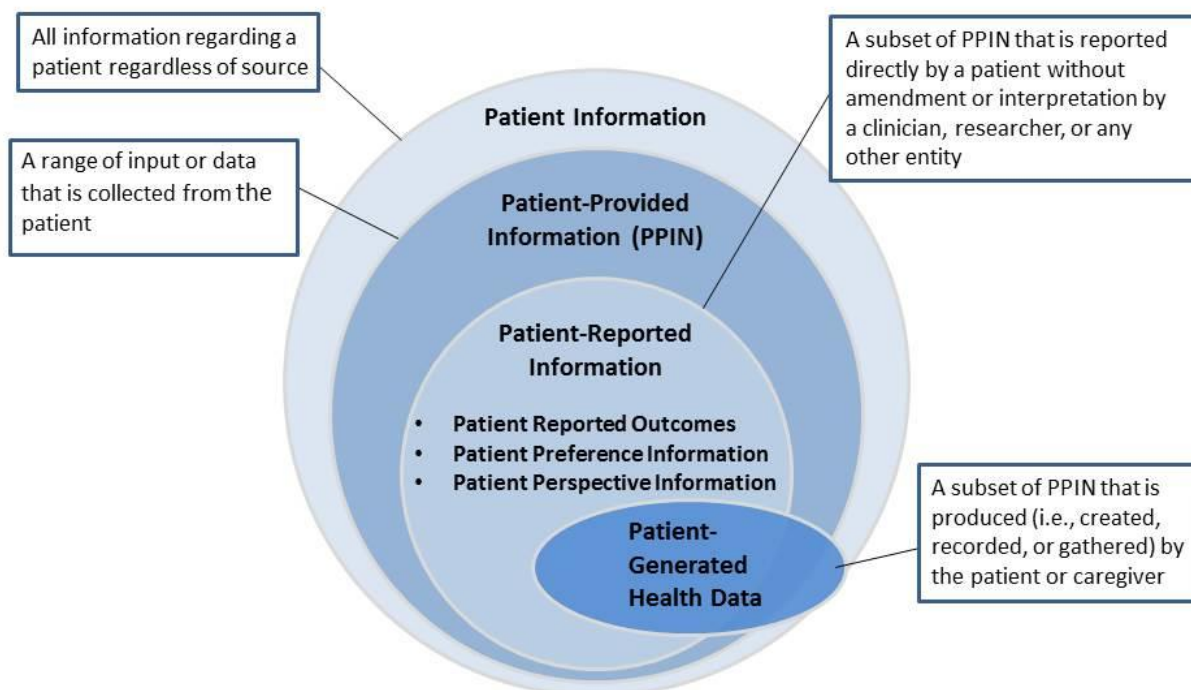 All information regarding a
patient regardless of source
A range of input or data
that is collected from the
patient
A subset of PPIN that is reported
directly by a patient without
amendment or interpretation by
a clinician, researcher, or any
other entity
Patient Information
Patient-Provided
Information (PPIN)
Patient-Reported
Information
• Patient Reported Outcomes
• Patient Preference Information
• Patient Perspective Information
Patient-
Generated
Health Data
A subset of PPIN that is
produced (i.e., created,
recorded, or gathered) by
the patient or caregiver